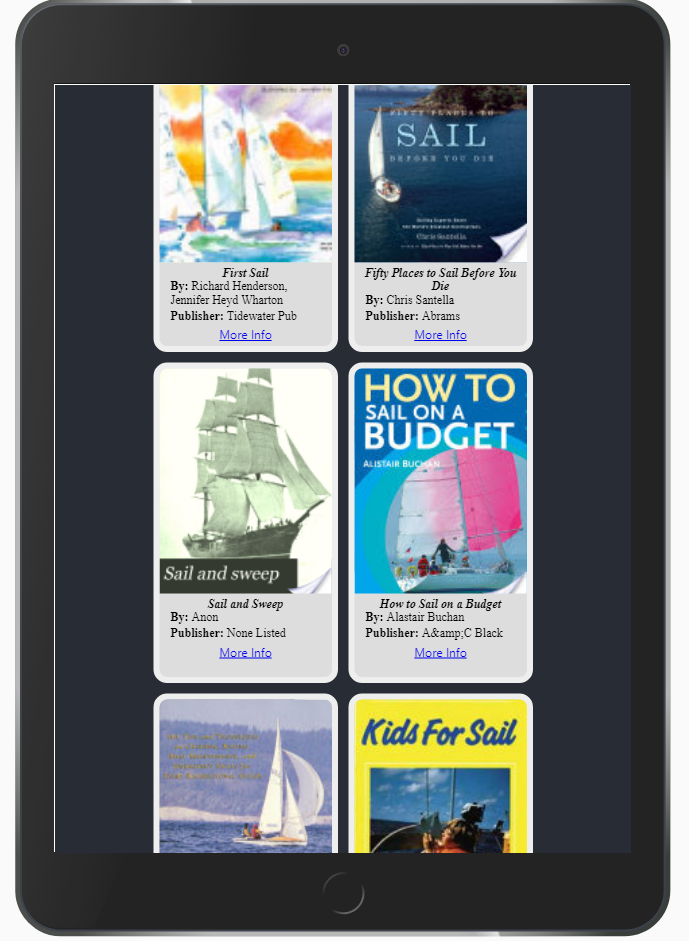 FIFTY PLACES TO
SAIL
BEFORE YOU DIE
Chris Santella
First Sail
By: Richard Henderson,
Jennifer Heyd Wharton
Publisher: Tidewater Pub
More Info
Fifty Places to Sail Before You
Die
By: Chris Santella
Publisher: Abrams
More Info
Sail and sweep
HOW TO
SAIL ON A
BUDGET
ALISTAIR BUCHAN
Sail and Sweep
By: Anon
Publisher: None Listed
More Info
How to Sail on a Budget
By: Alastair Buchan
Publisher: A&amp;C Black
More Info
Kids For Sail